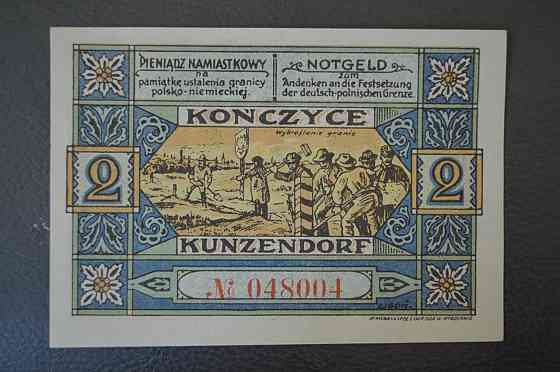 PIENIĄDZ NAMIASTKOWY
na
pamiątkę ustalenia granicy
polsko-niemieckiej.
NOTGELD
zum
Andenken an die Festsetzung
der deutsch-polnischen Grenze.
KOŃCZYCE
Wykreślanie granic
2
2
KUNZENDORF
№ 048004